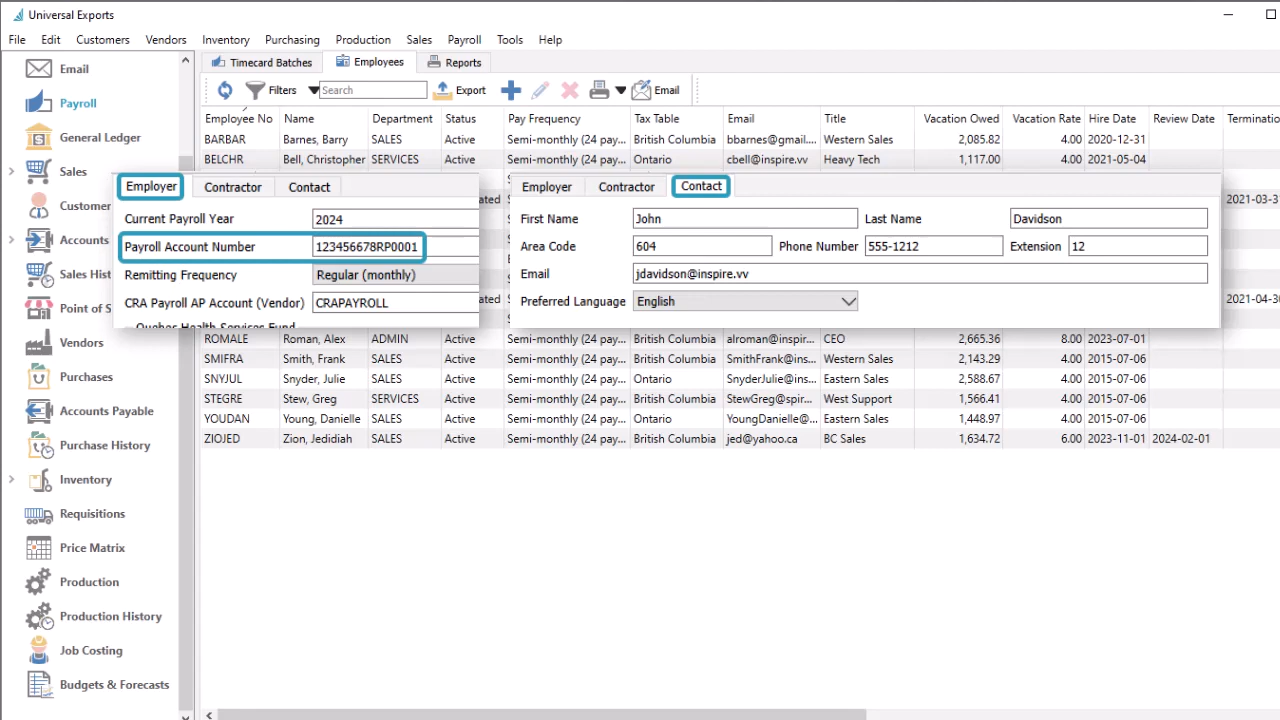 Universal Exports
File Edit Customers Vendors Inventory Purchasing Production Sales Payroll Tools Help
Email
Payroll
General Ledger
Sales
Customer
Accounts
Sales Hist
Point of S
Vendors
Purchases
Accounts Payable
Purchase History
Inventory
Requisitions
Price Matrix
Production
Production History
Job Costing
Budgets & Forecasts
Timecard Batches Employees Reports
Filters Search Export Email
Employee No Name Department Status Pay Frequency Tax Table Email Title Vacation Owed Vacation Rate Hire Date Review Date Terminatio
BARBAR Barnes, Barry SALES Active Semi-monthly (24 pay... British Columbia bbarnes@gmail.... Western Sales 2,085.82 4.00 2020-12-31
BELCHR Bell, Christopher SERVICES Active Semi-monthly (24 pay... Ontario cbell@inspire.vv Heavy Tech 1,117.00 4.00 2021-05-04
ated 2021-03-31
ated 2021-04-30
Employer Contractor Contact
Current Payroll Year 2024
Payroll Account Number 123456678RP0001
Remitting Frequency Regular (monthly)
CRA Payroll AP Account (Vendor) CRAPAYROLL
Quebec Health Services Fund
Employer Contractor Contact
First Name John Last Name Davidson
Area Code 604 Phone Number 555-1212 Extension 12
Email jdavidson@inspire.vv
Preferred Language English
ROMALE Roman, Alex ADMIN Active Semi-monthly (24 pay... British Columbia alroman@inspir... CEO 2,665.36 8.00 2023-07-01
SMIFRA Smith, Frank SALES Active Semi-monthly (24 pay... British Columbia SmithFrank@in... Western Sales 2,143.29 4.00 2015-07-06
SNYJUL Snyder, Julie SALES Active Semi-monthly (24 pay... Ontario SnyderJulie@ins... Eastern Sales 2,588.67 4.00 2015-07-06
STEGRE Stew, Greg SERVICES Active Semi-monthly (24 pay... British Columbia StewGreg@spir... West Support 1,566.41 4.00 2015-07-06
YOUDAN Young, Danielle SALES Active Semi-monthly (24 pay... Ontario YoungDanielle@... Eastern Sales 1,448.97 4.00 2015-07-06
ZIOJED Zion, Jedidiah SALES Active Semi-monthly (24 pay... British Columbia jed@yahoo.ca BC Sales 1,634.72 6.00 2023-11-01 2024-02-01